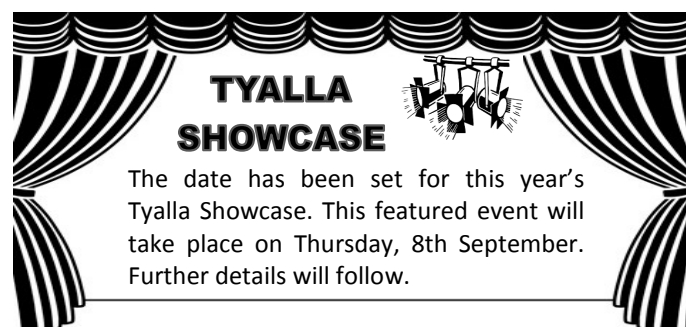 TYALLA
SHOWCASE
The date has been set for this year’s
Tyalla Showcase. This featured event will
take place on Thursday, 8th September.
Further details will follow.